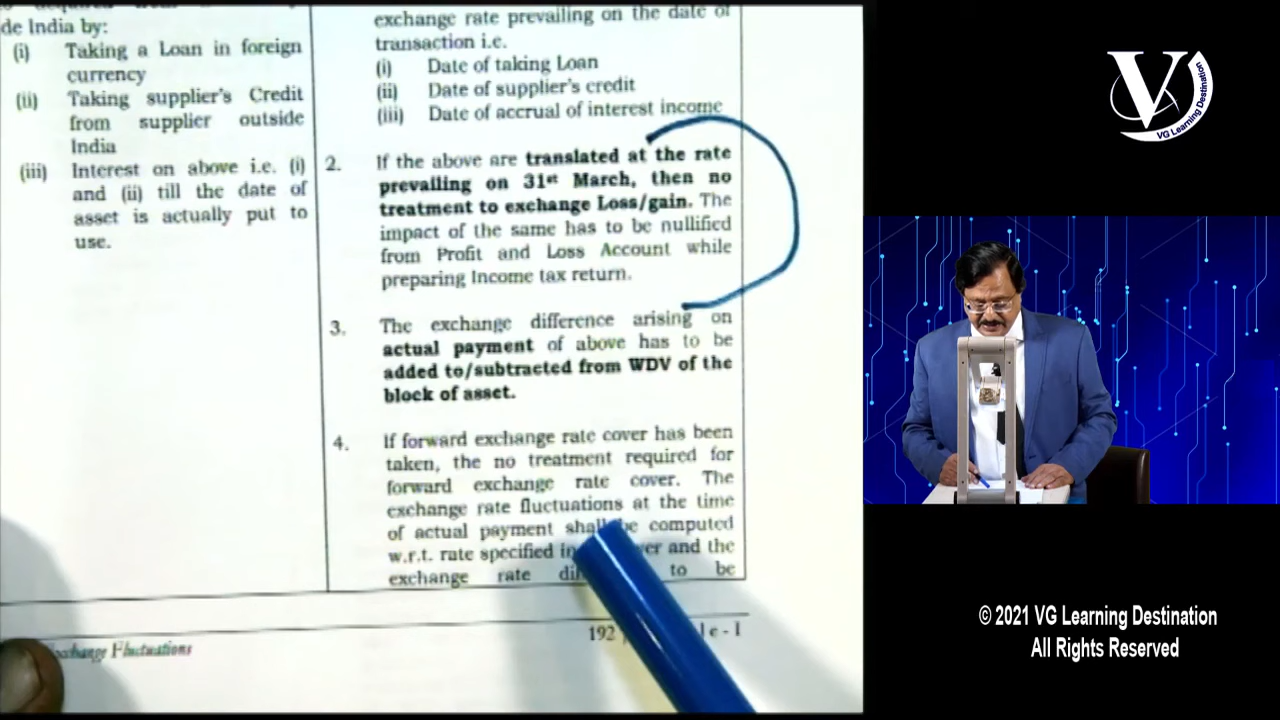 de India by:
(i) Taking a Loan in foreign
currency
(ii) Taking supplier's Credit
from supplier outside
India
(iii) Interest on above i.e. (i)
and (ii) till the date of
asset is actually put to
use.
exchange rate prevailing on the date of
transaction i.e.
(i) Date of taking Loan
(ii) Date of supplier's credit
(iii) Date of accrual of interest income
2. If the above are translated at the rate
prevailing on 31st March, then no
treatment to exchange Loss/gain. The
impact of the same has to be nullified
from Profit and Loss Account while
preparing Income tax return.
3. The exchange difference arising on
actual payment of above has to be
added to/subtracted from WDV of the
block of asset.
4. If forward exchange rate cover has been
taken, the no treatment required for
forward exchange rate cover. The
exchange rate fluctuations at the time
of actual payment shall be computed
w.r.t. rate specified in and the
exchange rate to be
192
Fluctuations
V
VG Learning Destination
© 2021 VG Learning Destination
All Rights Reserved